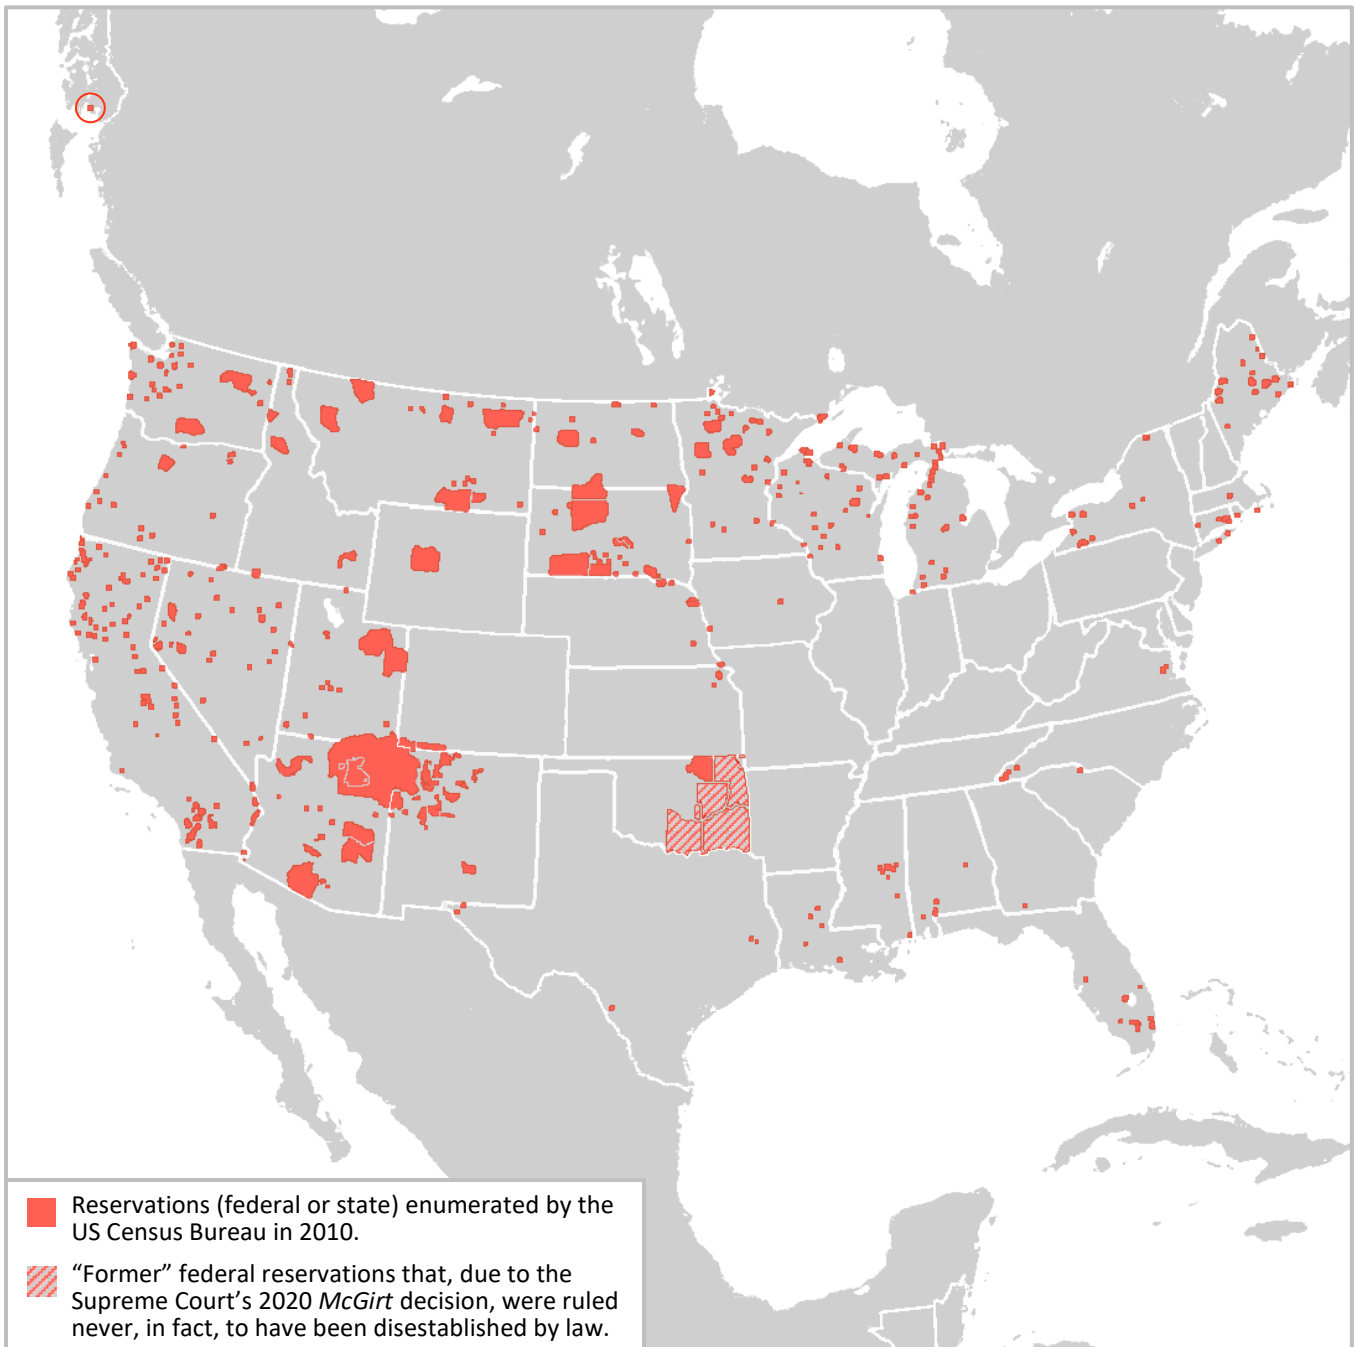 Reservations (federal or state) enumerated by the
US Census Bureau in 2010.
“Former” federal reservations that, due to the
Supreme Court’s 2020 McGirt decision, were ruled
never, in fact, to have been disestablished by law.